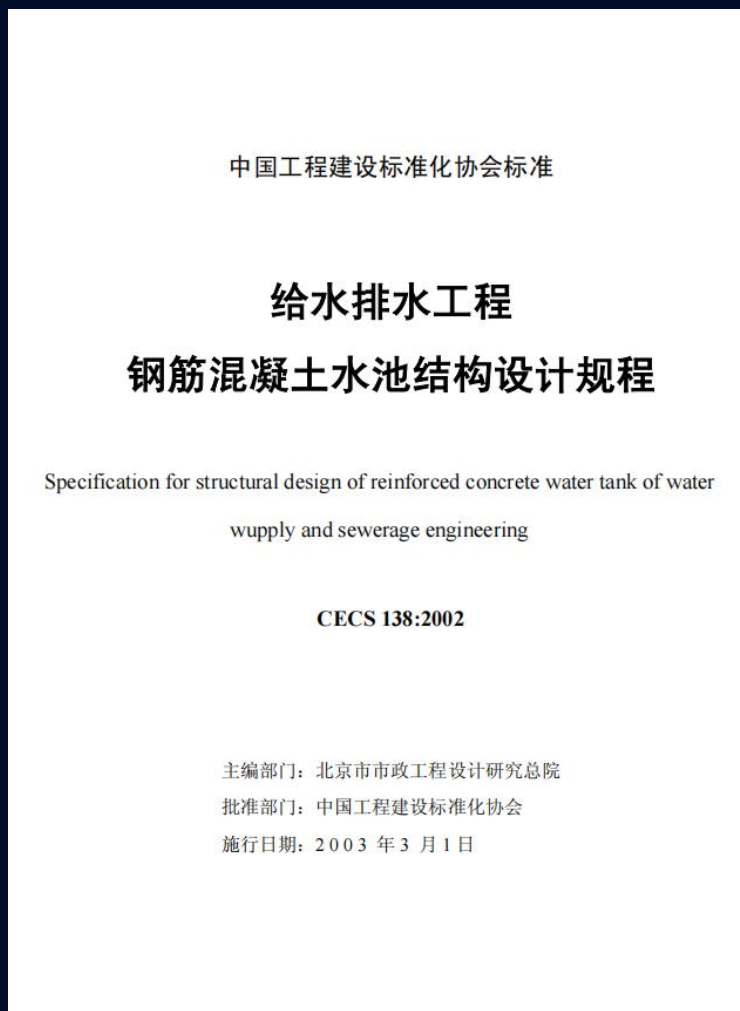 中国工程建设标准化协会标准
给水排水工程
钢筋混凝土水池结构设计规程
Specification for structural design of reinforced concrete water tank of water
wupply and sewerage engineering
CECS 138:2002
主编部门：北京市市政工程设计研究总院
批准部门：中国工程建设标准化协会
施行日期：2003 年 3 月 1 日